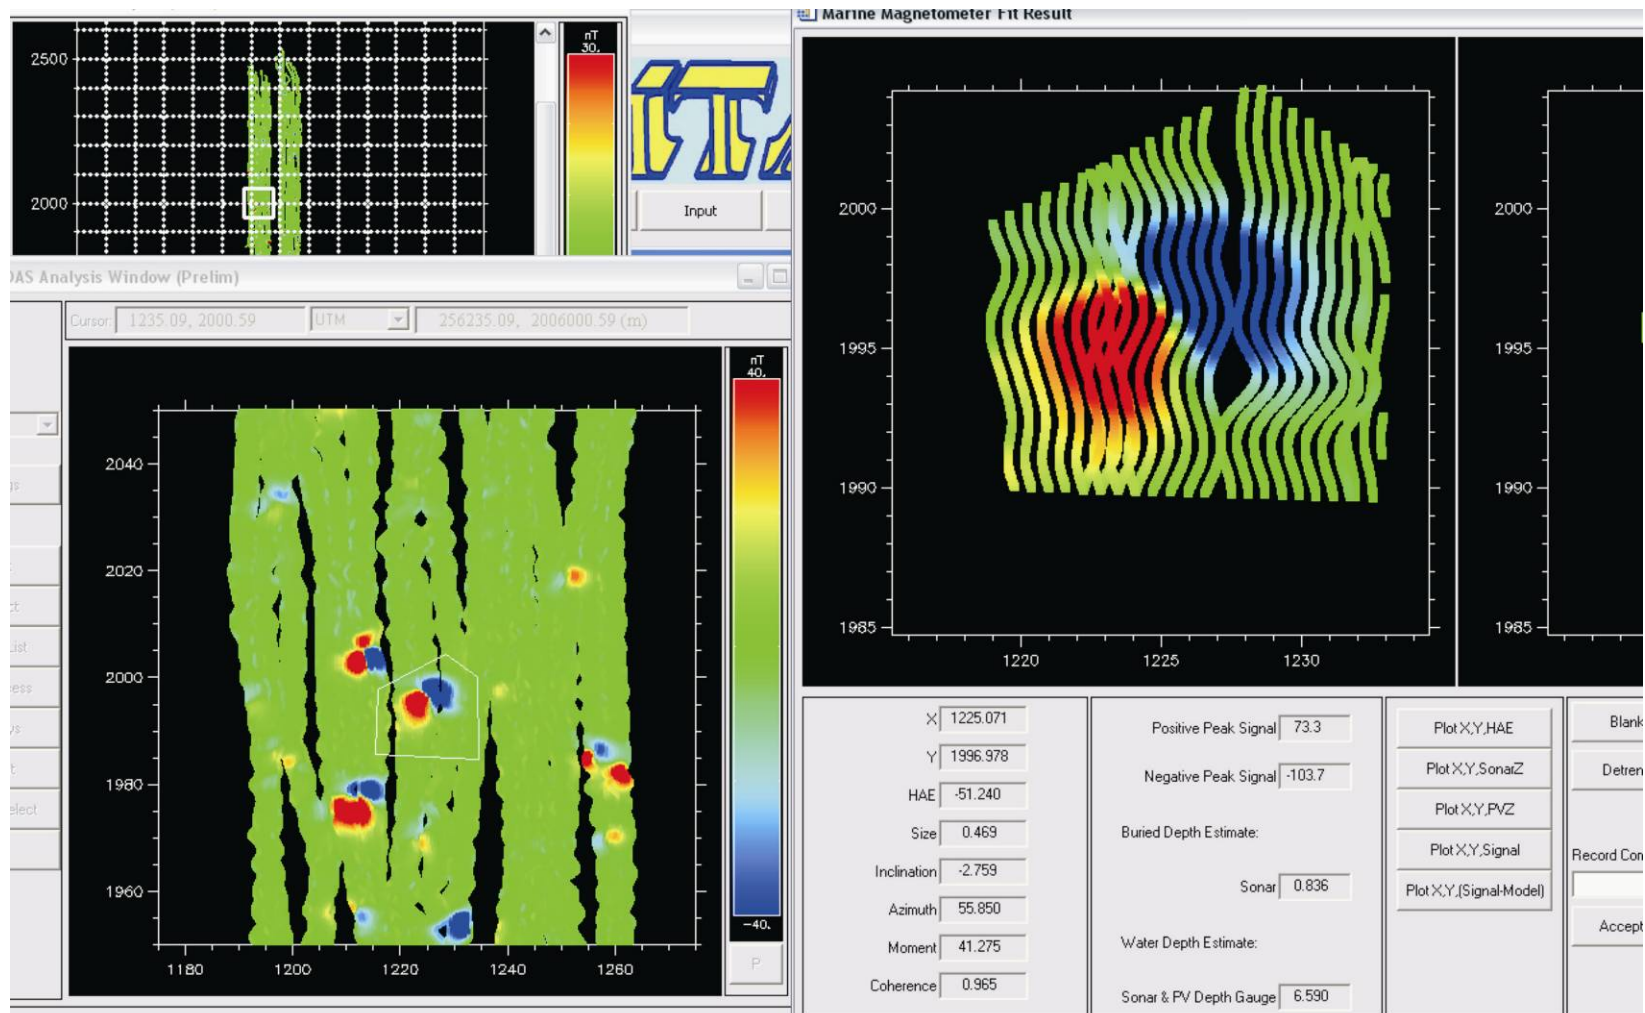 Marine Magnetometer Fit Result
nT
30.
2500
2000
Input
DAS Analysis Window (Prelim)
Cursor: 1235.09, 2000.59 UTM 256235.09, 2006000.59 (m)
nT
40.
2040
2020
2000
1980
1960
1180 1200 1220 1240 1260
-40.
P
2000
1995
1990
1985
1220 1225 1230
2000
1995
1990
1985
X 1225.071
Y 1996.978
HAE -51.240
Size 0.469
Inclination -2.759
Azimuth 55.850
Moment 41.275
Coherence 0.965
Positive Peak Signal 73.3
Negative Peak Signal -103.7
Buried Depth Estimate:
Sonar 0.836
Water Depth Estimate:
Sonar & PV Depth Gauge 6.590
Plot X,Y,HAE
Plot X,Y,SonarZ
Plot X,Y,PVZ
Plot X,Y,Signal
Plot X,Y,(Signal-Model)
Blank
Detren
Record Com
Accept